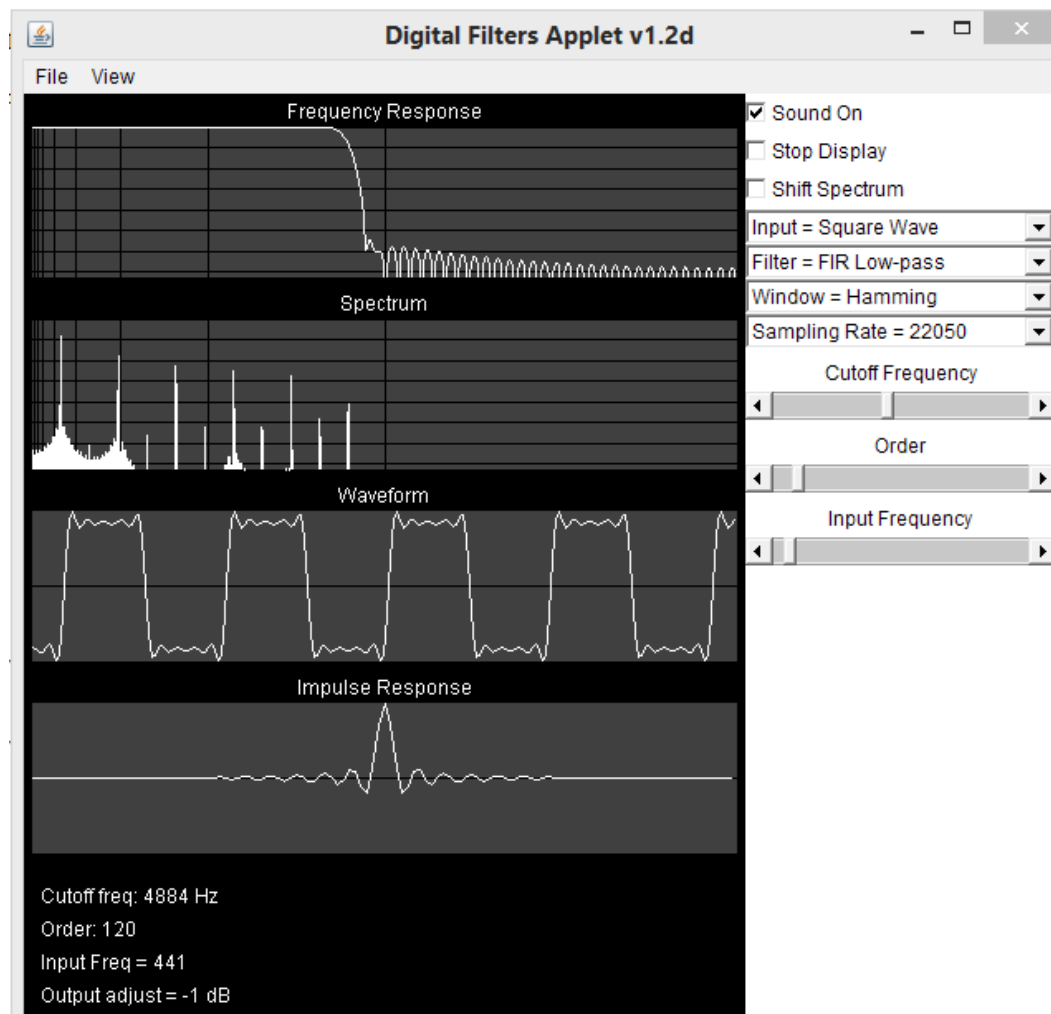 Digital Filters Applet v1.2d
File View
Frequency Response
Spectrum
Waveform
Impulse Response
Cutoff freq: 4884 Hz
Order: 120
Input Freq = 441
Output adjust = -1 dB
Sound On
Stop Display
Shift Spectrum
Input = Square Wave
Filter = FIR Low-pass
Window = Hamming
Sampling Rate = 22050
Cutoff Frequency
Order
Input Frequency